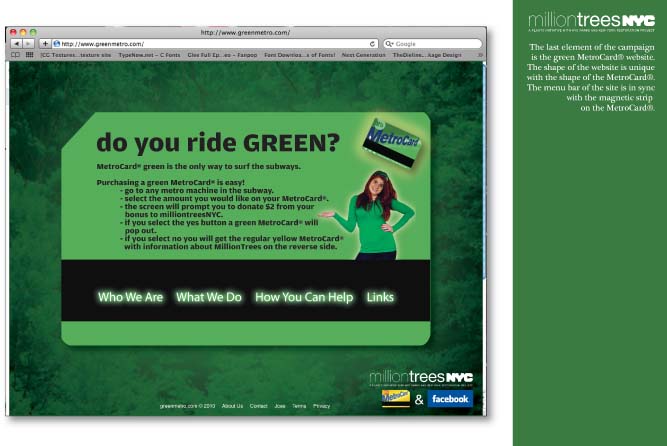 http://www.greenmetro.com/
http://www.greenmetro.com/
Google
[CG Textures...texture site TypeNow.net - C Fonts Glee Full Ep...eo - Fanpop Font Downloa...s of Fonts! Next Generation TheDieline...kage Design
do you ride GREEN?
MetroCard
MetroCard® green is the only way to surf the subways.
Purchasing a green MetroCard® is easy!
- go to any metro machine in the subway.
- select the amount you would like on your MetroCard®.
- the screen will prompt you to donate $2 from your
bonus to milliontreesNYC.
- if you select the yes button a green MetroCard® will
pop out.
- if you select no you will get the regular yellow MetroCard®
with information about MillionTrees on the reverse side.
Who We Are What We Do How You Can Help Links
milliontreesNYC
MetroCard & facebook
greenmetro.com © 2010 About Us Contact Jose Terms Privacy
milliontreesNYC
A PLANYC INITIATIVE WITH NYC PARKS AND NEW YORK RESTORATION PROJECT
The last element of the campaign
is the green MetroCard® website.
The shape of the website is unique
with the shape of the MetroCard®.
The menu bar of the site is in sync
with the magnetic strip
on the MetroCard®.